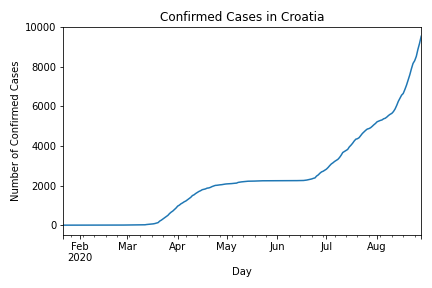 Confirmed Cases in Croatia
Number of Confirmed Cases
10000
8000
6000
4000
2000
0
Feb Mar Apr May Jun Jul Aug
2020
Day